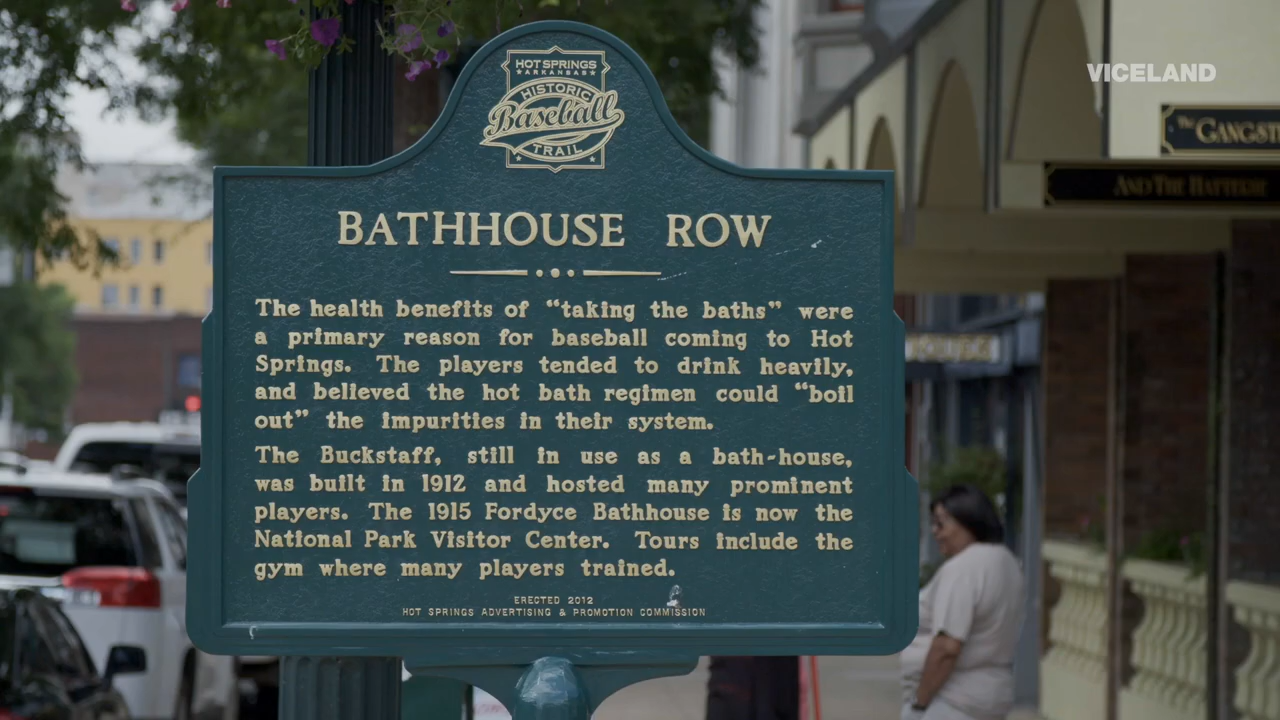 VICELAND
HOT SPRINGS
ARKANSAS
HISTORIC
Baseball
TRAIL
The GANGST
BATHHOUSE ROW
The health benefits of "taking the baths" were
a primary reason for baseball coming to Hot
Springs. The players tended to drink heavily,
and believed the hot bath regimen could "boil
out" the impurities in their system.
The Buckstaff, still in use as a bath-house,
was built in 1912 and hosted many prominent
players. The 1915 Fordyce Bathhouse is now the
National Park Visitor Center. Tours include the
gym where many players trained.
ERECTED 2012
HOT SPRINGS ADVERTISING & PROMOTION COMMISSION